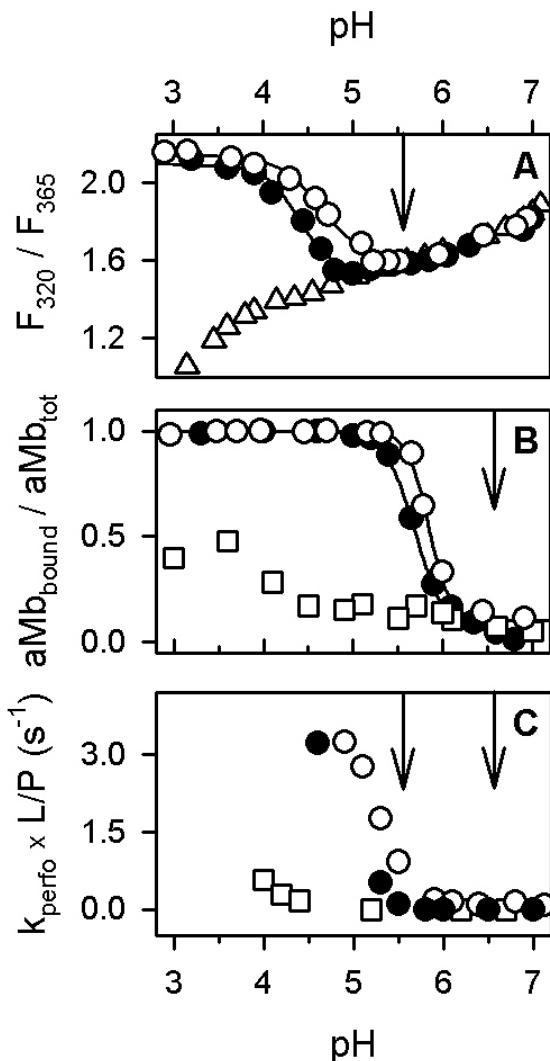 pH
3 4 5 6 7
A
2.0
1.6
1.2
F320 / F365
B
1.0
0.5
0.0
aMbbound / aMbtot
C
3.0
1.5
0.0
kperfo x L/P (s-1)
3 4 5 6 7
pH